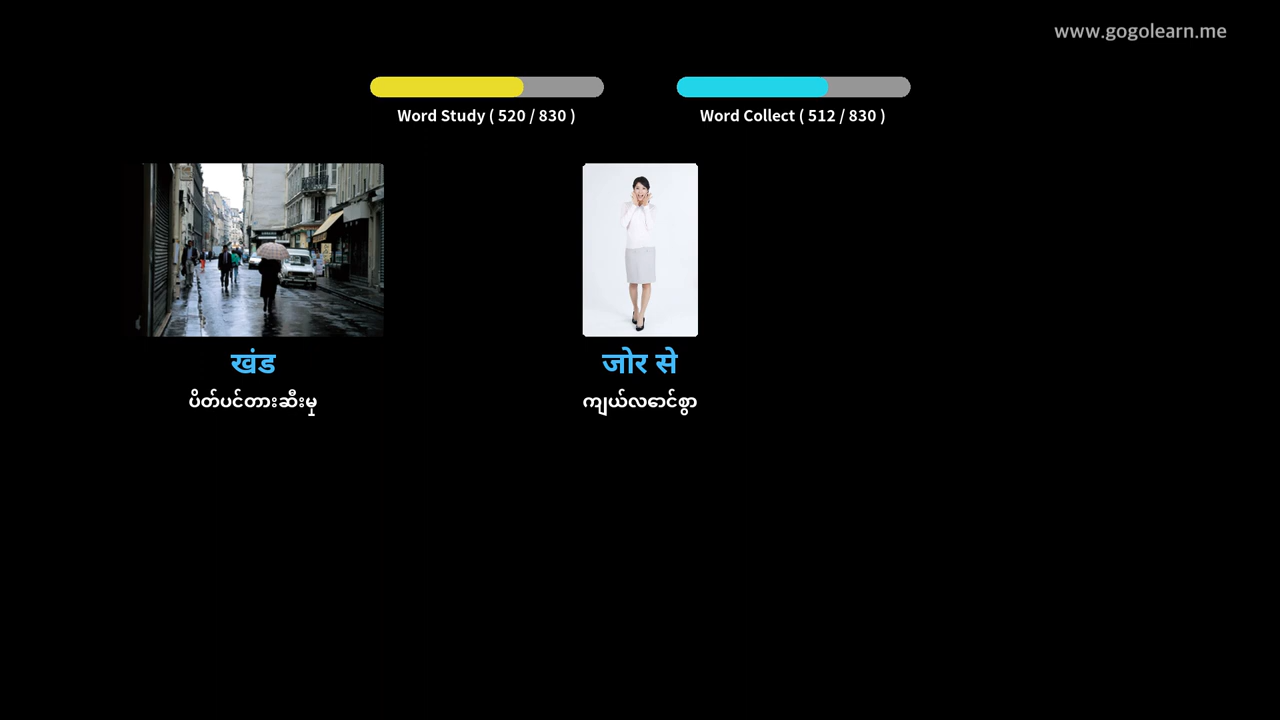 www.gogolearn.me
Word Study ( 520 / 830 )
Word Collect ( 512 / 830 )
खंड
ပိတ်ပင်တားဆီးမှု
जोर से
ကျယ်လောင်စွာ